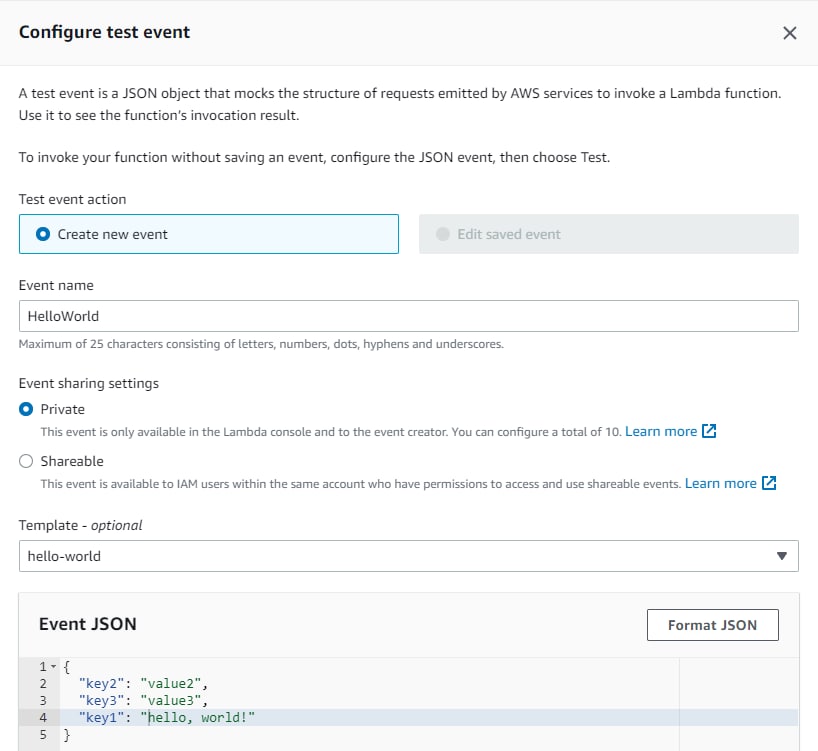 Configure test event
A test event is a JSON object that mocks the structure of requests emitted by AWS services to invoke a Lambda function.
Use it to see the function's invocation result.
To invoke your function without saving an event, configure the JSON event, then choose Test.
Test event action
Create new event
Edit saved event
Event name
HelloWorld
Maximum of 25 characters consisting of letters, numbers, dots, hyphens and underscores.
Event sharing settings
Private
This event is only available in the Lambda console and to the event creator. You can configure a total of 10. Learn more
Shareable
This event is available to IAM users within the same account who have permissions to access and use shareable events. Learn more
Template - optional
hello-world
Event JSON
Format JSON
1 {
2 "key2": "value2",
3 "key3": "value3",
4 "key1": "hello, world!"
5 }